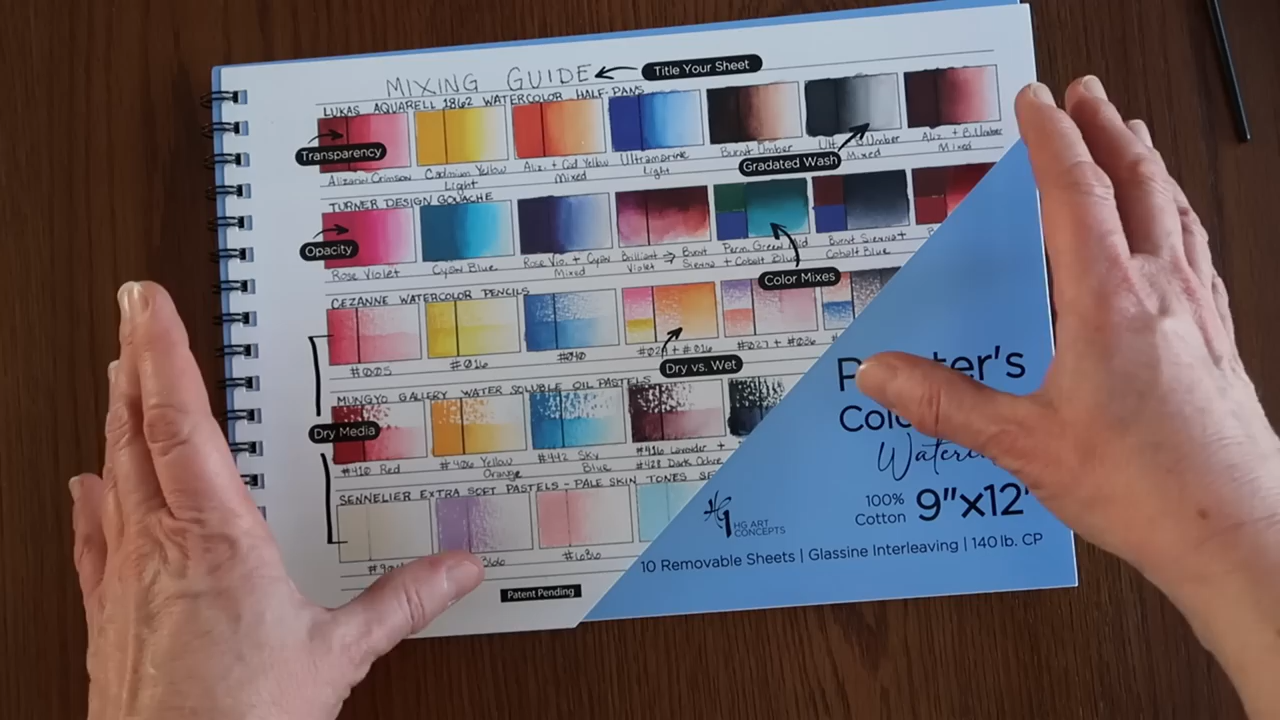 MIXING GUIDE
Title Your Sheet
LUKAS AQUARELL 1862 WATERCOLOR HALF-PANS
Transparency
Gradated Wash
Alizarin Crimson
Cadmium Yellow
Light
Aliz. + Cad Yellow
Mixed
Ultramarine
Light
Burnt Umber
Ult. + B. Umber
Mixed
Aliz. + B. Umber
Mixed
TURNER DESIGN GOUACHE
Opacity
Color Mixes
Rose Violet
Cyan Blue
Rose Vio. + Cyan
Mixed
Brilliant → Burnt
Violet Sienna
Perm. Green Mid
+ Cobalt Blue
Burnt Sienna +
Cobalt Blue
CEZANNE WATERCOLOR PENCILS
Dry vs. Wet
#005
#016
#040
#027 + #036
MUNGYO GALLERY WATER SOLUBLE OIL PASTELS
Dry Media
#410 Red
#406 Yellow
Orange
#442 Sky
Blue
#416 Lavender +
#428 Dark Ochre
SENNELIER EXTRA SOFT PASTELS - PALE SKIN TONES SE
#1636
Patent Pending
HG ART
CONCEPTS
100%
Cotton
9"x12"
10 Removable Sheets | Glassine Interleaving | 140 lb. CP